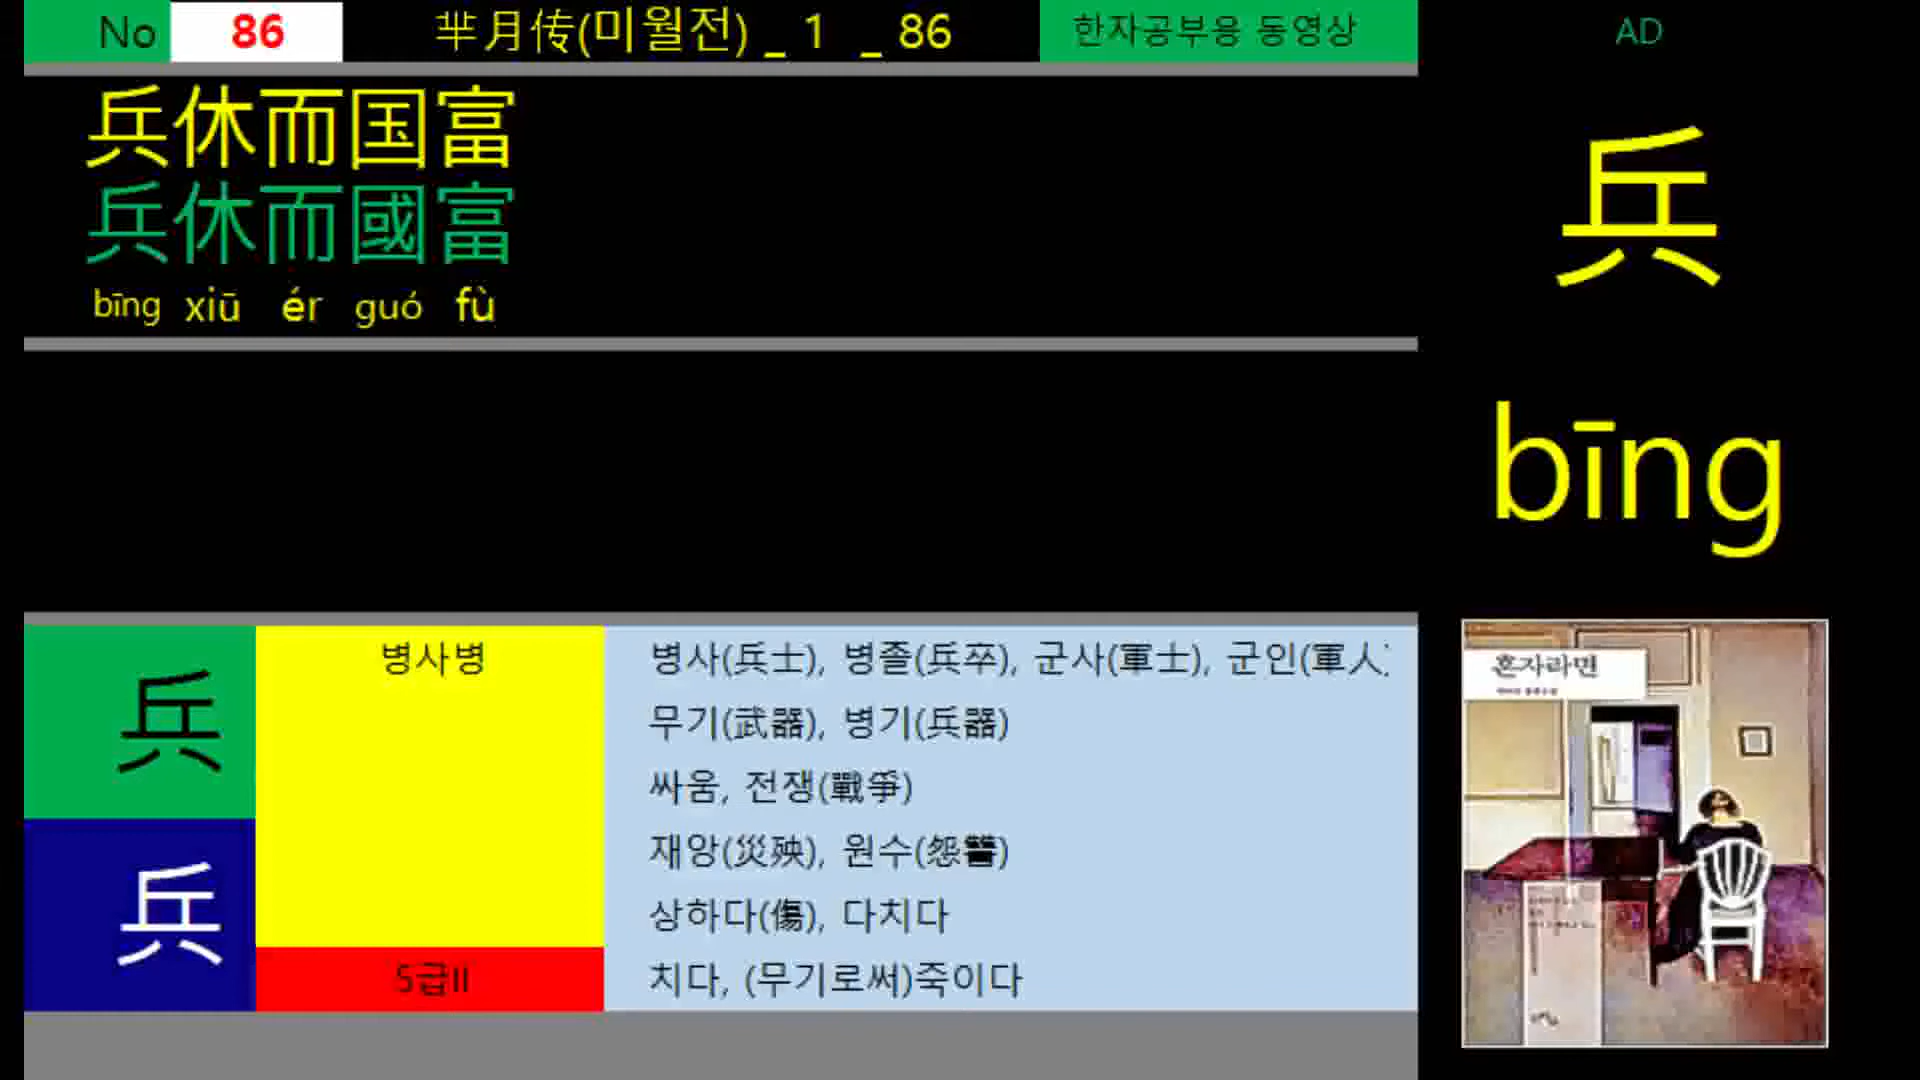 No 86 芈月传(미월전) _ 1 _ 86 한자공부용 동영상 AD
兵休而国富
兵休而國富
bīng xiū ér guó fù
兵
bīng
兵
兵
병사병
5급II
병사(兵士), 병졸(兵卒), 군사(軍士), 군인(軍人)
무기(武器), 병기(兵器)
싸움, 전쟁(戰爭)
재앙(災殃), 원수(怨讐)
상하다(傷), 다치다
치다, (무기로써)죽이다
혼자라면